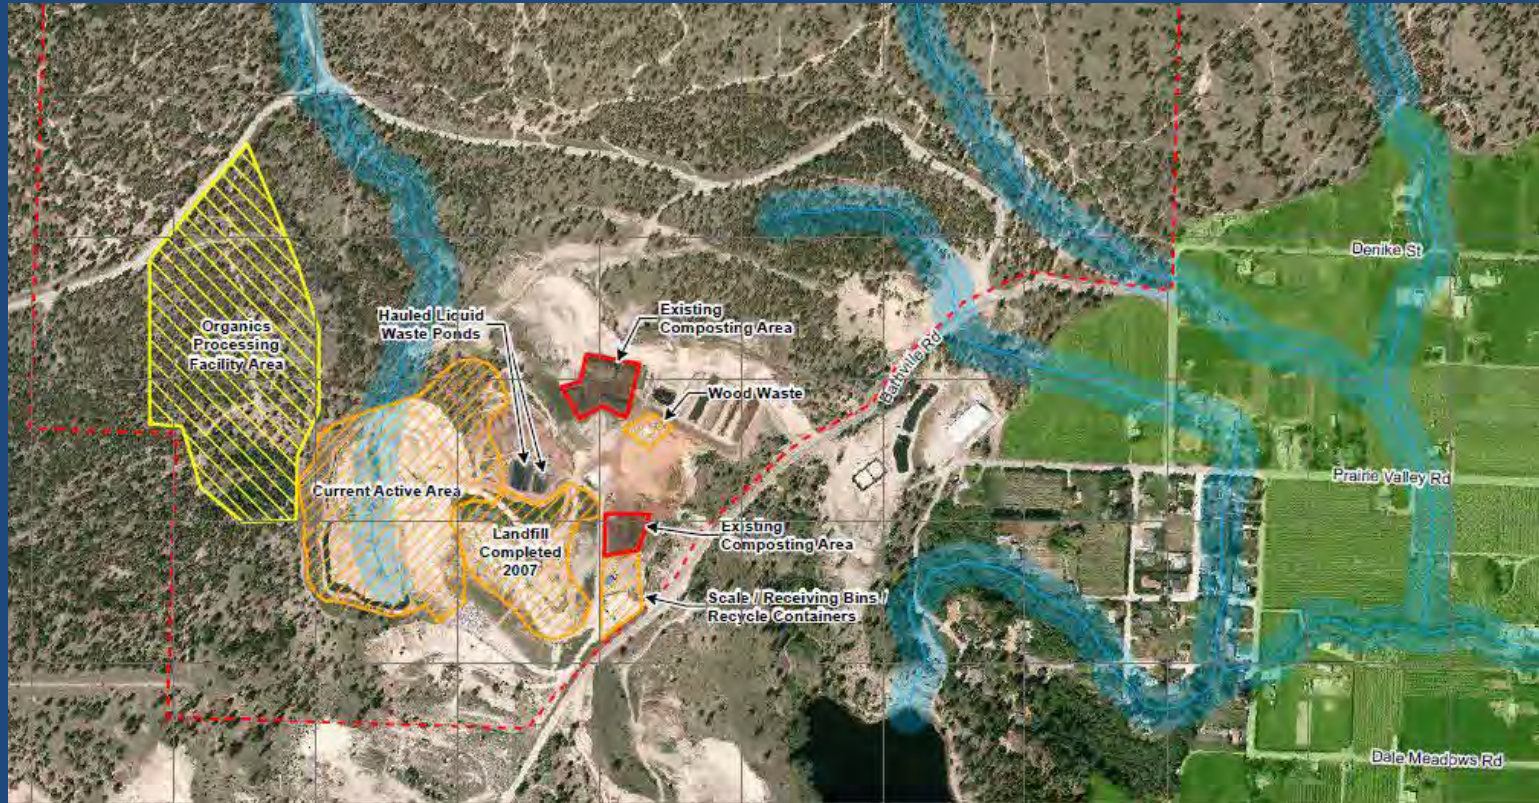 Denike St
Organics
Processing
Facility Area
Hauled Liquid
Waste Ponds
Existing
Composting Area
Bathville Rd
Wood Waste
Current Active Area
Landfill
Completed
2007
Prairie Valley Rd
Existing
Composting Area
Scale / Receiving Bins /
Recycle Containers
Dale Meadows Rd